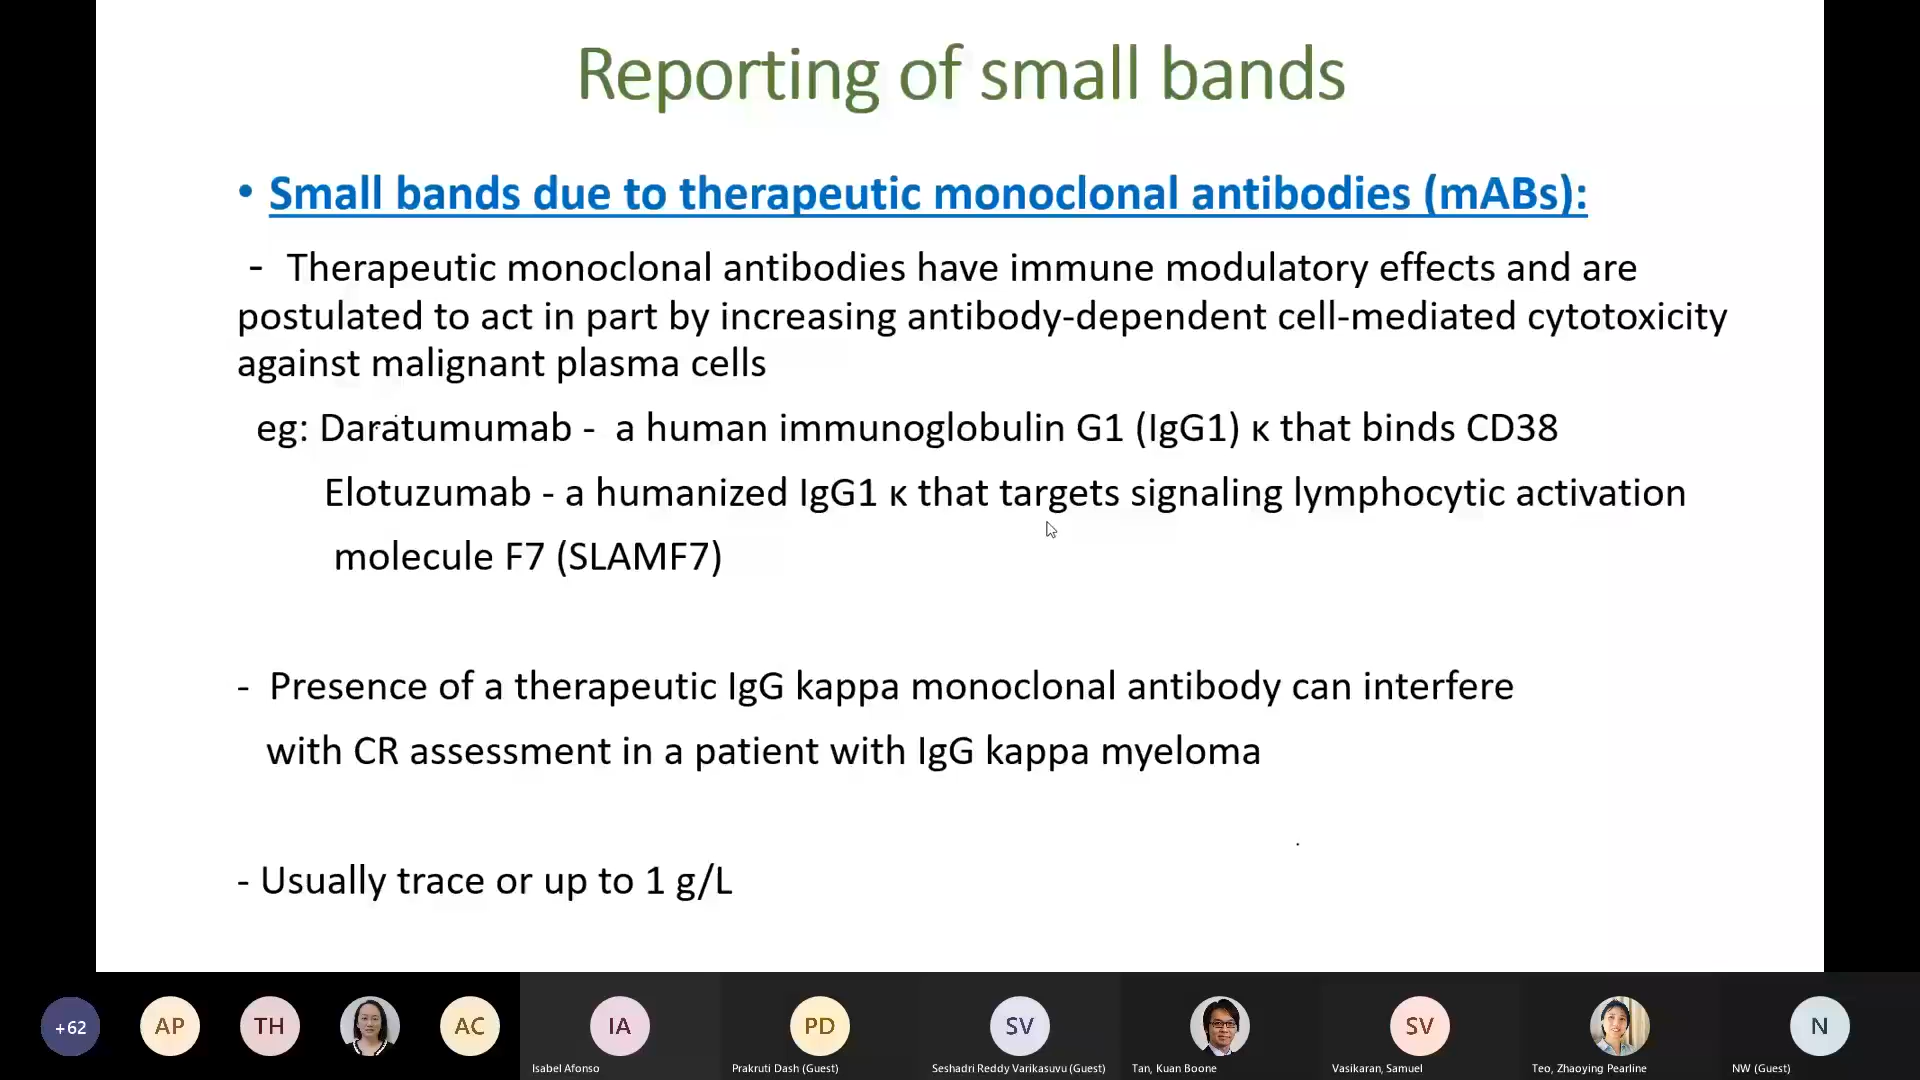 Reporting of small bands
• Small bands due to therapeutic monoclonal antibodies (mABs):
- Therapeutic monoclonal antibodies have immune modulatory effects and are
postulated to act in part by increasing antibody-dependent cell-mediated cytotoxicity
against malignant plasma cells
eg: Daratumumab - a human immunoglobulin G1 (IgG1) κ that binds CD38
Elotuzumab - a humanized IgG1 κ that targets signaling lymphocytic activation
molecule F7 (SLAMF7)
- Presence of a therapeutic IgG kappa monoclonal antibody can interfere
with CR assessment in a patient with IgG kappa myeloma
- Usually trace or up to 1 g/L
+62 AP TH AC IA PD SV SV N
Isabel Afonso Prakruti Dash (Guest) Seshadri Reddy Varikasuvu (Guest) Tan, Kuan Boone Vasikaran, Samuel Teo, Zhaoying Pearline NW (Guest)